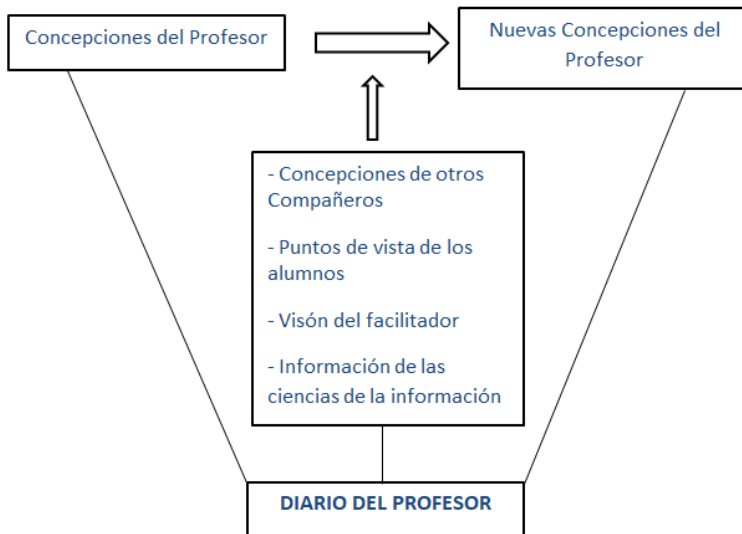 Concepciones del Profesor
Nuevas Concepciones del
Profesor
- Concepciones de otros
Compañeros
- Puntos de vista de los
alumnos
- Visón del facilitador
- Información de las
ciencias de la información
DIARIO DEL PROFESOR